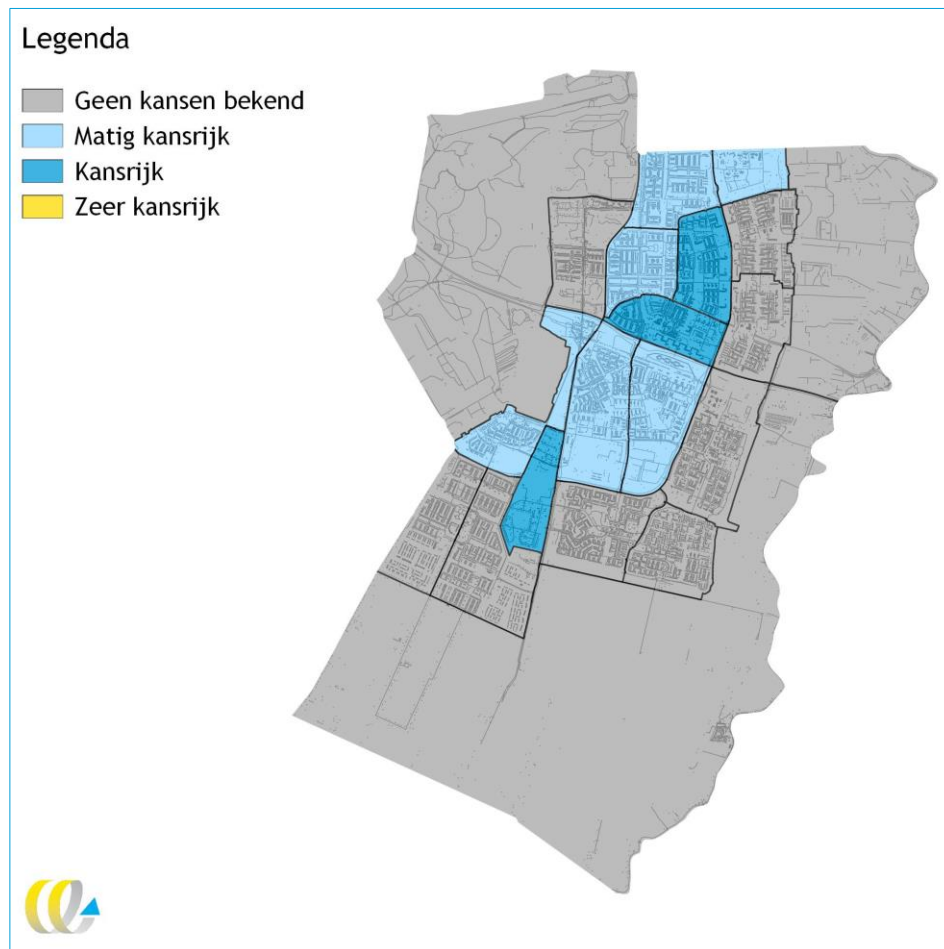 Legenda
Geen kansen bekend
Matig kansrijk
Kansrijk
Zeer kansrijk